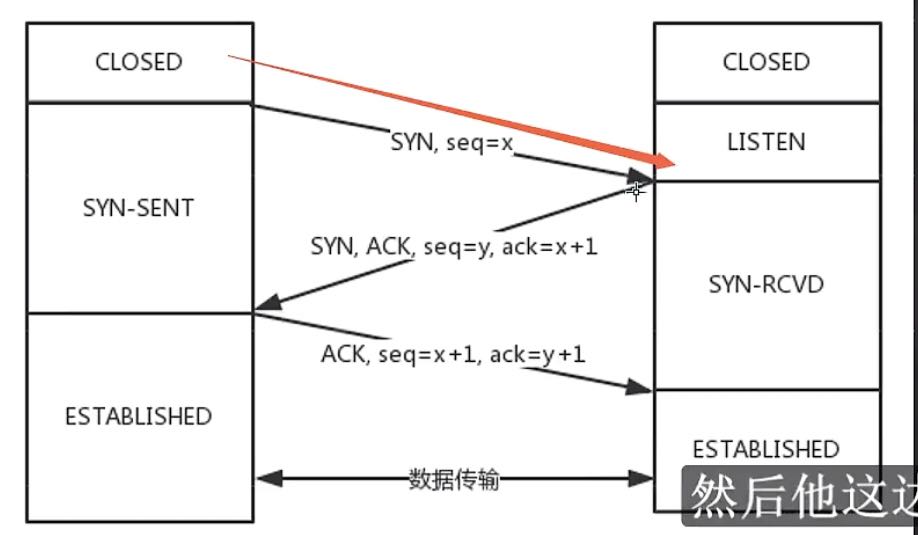 CLOSED
CLOSED
SYN, seq=x
LISTEN
SYN-SENT
SYN, ACK, seq=y, ack=x+1
SYN-RCVD
ACK, seq=x+1, ack=y+1
ESTABLISHED
ESTABLISHED
数据传输
然后他这边